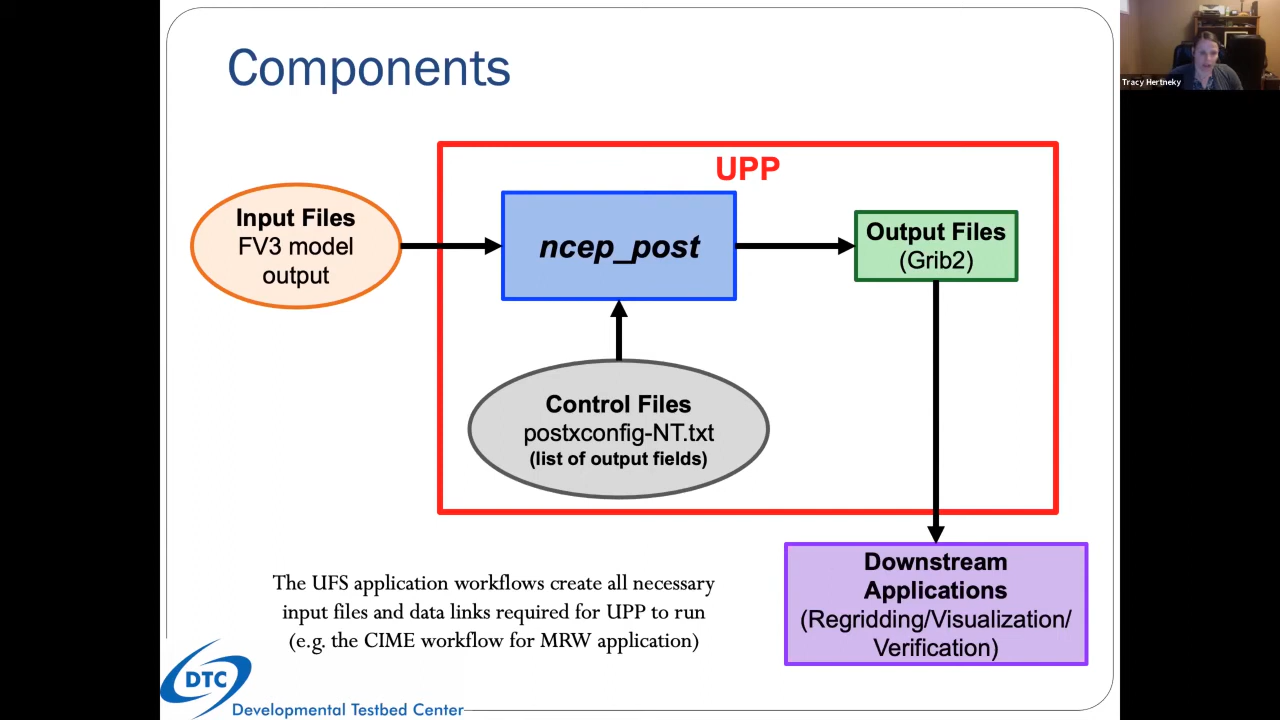 Components
Tracy Hertneky
UPP
Input Files
FV3 model
output
ncep_post
Output Files
(Grib2)
Control Files
postxconfig-NT.txt
(list of output fields)
Downstream
Applications
(Regridding/Visualization/
Verification)
The UFS application workflows create all necessary
input files and data links required for UPP to run
(e.g. the CIME workflow for MRW application)
DTC
Developmental Testbed Center